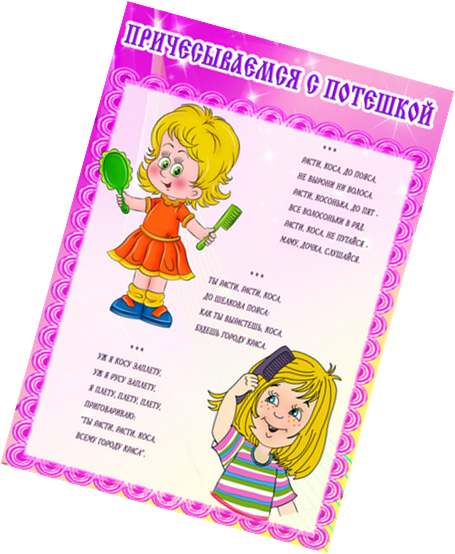 ПРИЧЕСЫВАЕМСЯ С ПОТЕШКОЙ
***
РАСТИ, КОСА, ДО ПОЯСА,
НЕ ВЫРОНИ НИ ВОЛОСА.
РАСТИ, КОСОНЬКА, ДО ПЯТ .
ВСЕ ВОЛОСОНЬКИ В РЯД.
РАСТИ, КОСА, НЕ ПУТАЙСЯ .
МАМУ, ДОЧКА, СЛУШАЙСЯ.
***
ТЫ РАСТИ, РАСТИ, КОСА,
ДО ШЕЛКОВА ПОЯСА;
КАК ТЫ ВЫРАСТЕШЬ, КОСА,
БУДЕШЬ ГОРОДУ КРАСА.
***
УЖ Я КОСУ ЗАПЛЕТУ,
УЖ Я РУСУ ЗАПЛЕТУ,
Я ПЛЕТУ, ПЛЕТУ, ПЛЕТУ,
ПРИГОВАРИВАЮ:
"ТЫ РАСТИ, РАСТИ, КОСА,
ВСЕМУ ГОРОДУ КРАСА".